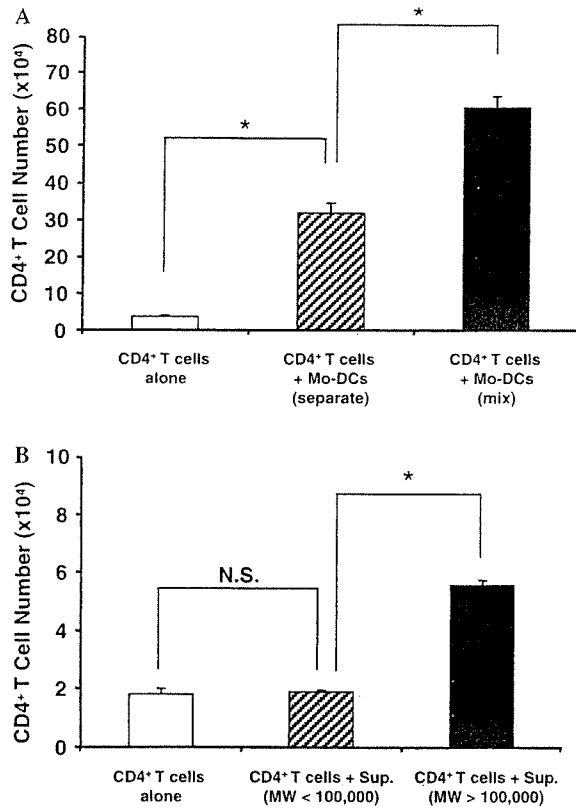 A
*
*
CD4⁺ T Cell Number (x10⁴)
80
70
60
50
40
30
20
10
0
CD4⁺ T cells
alone
CD4⁺ T cells
+ Mo-DCs
(separate)
CD4⁺ T cells
+ Mo-DCs
(mix)
B
*
N.S.
CD4⁺ T Cell Number (x10⁴)
10
8
6
4
2
0
CD4⁺ T cells
alone
CD4⁺ T cells + Sup.
(MW < 100,000)
CD4⁺ T cells + Sup.
(MW > 100,000)